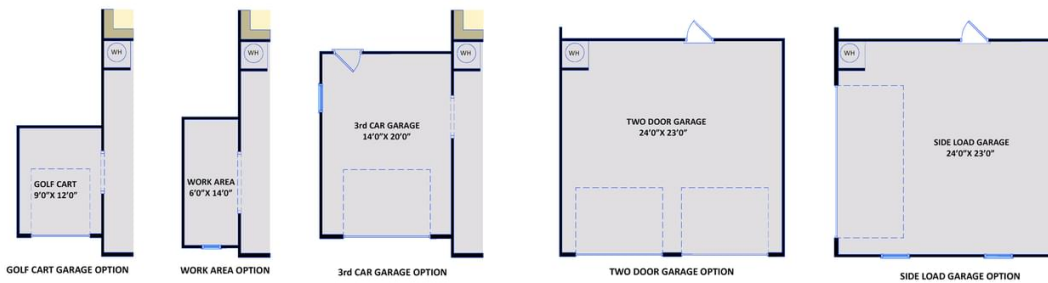 WH
GOLF CART
9'0"X 12'0"
GOLF CART GARAGE OPTION
WH
WORK AREA
6'0"X 14'0"
WORK AREA OPTION
WH
3rd CAR GARAGE
14'0"X 20'0"
3rd CAR GARAGE OPTION
WH
TWO DOOR GARAGE
24'0"X 23'0"
TWO DOOR GARAGE OPTION
WH
SIDE LOAD GARAGE
24'0"X 23'0"
SIDE LOAD GARAGE OPTION